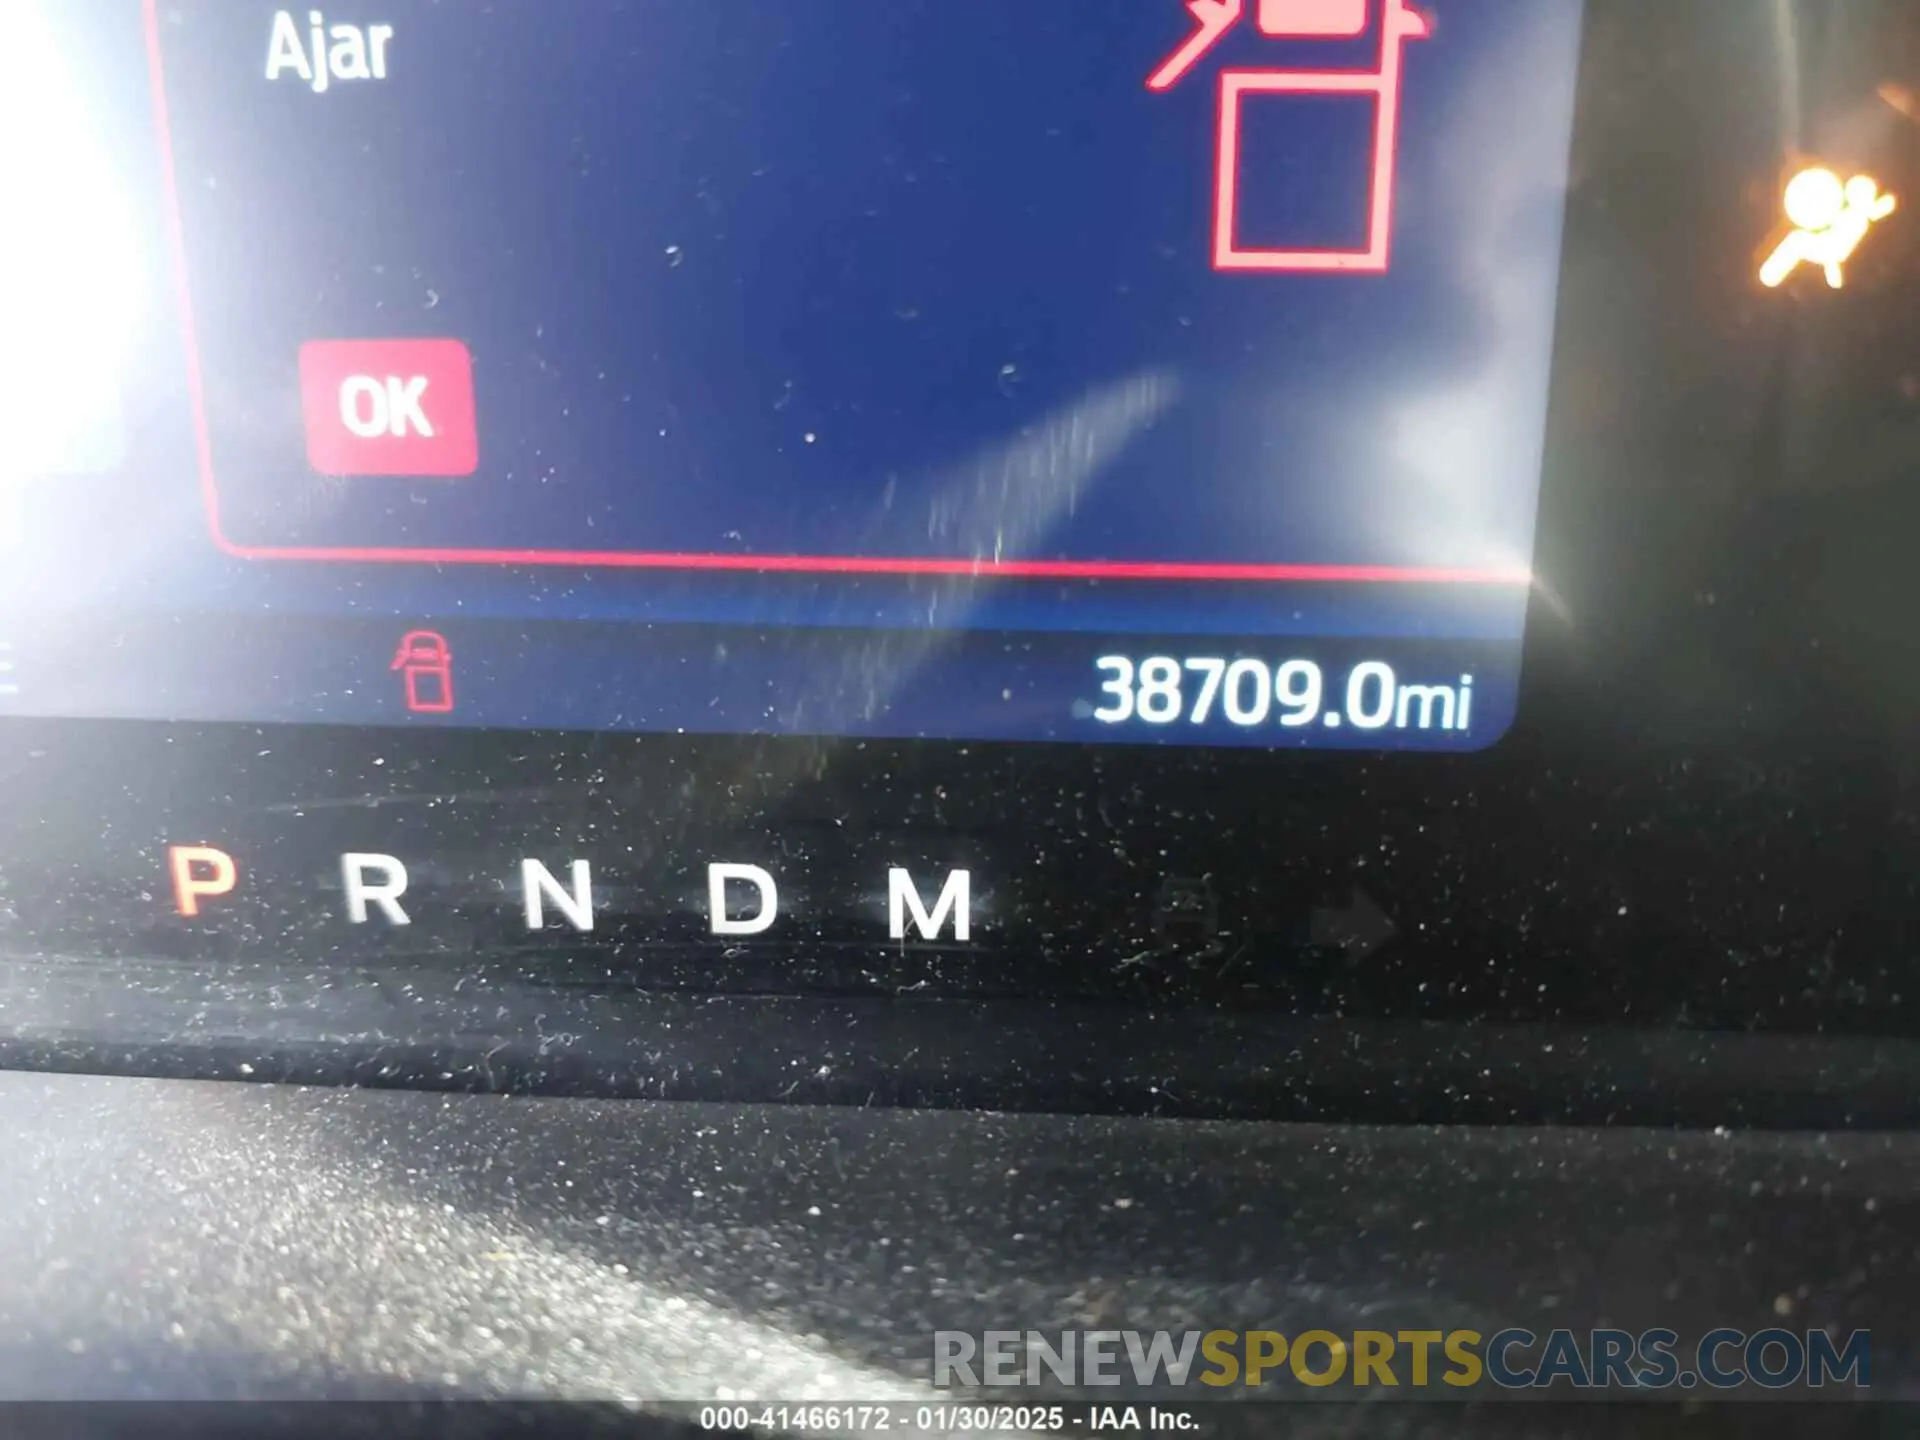 Ajar
OK
38709.0mi
P R N D M
RENEWSPORTSCARS.COM
000-41466172 - 01/30/2025 - IAA Inc.